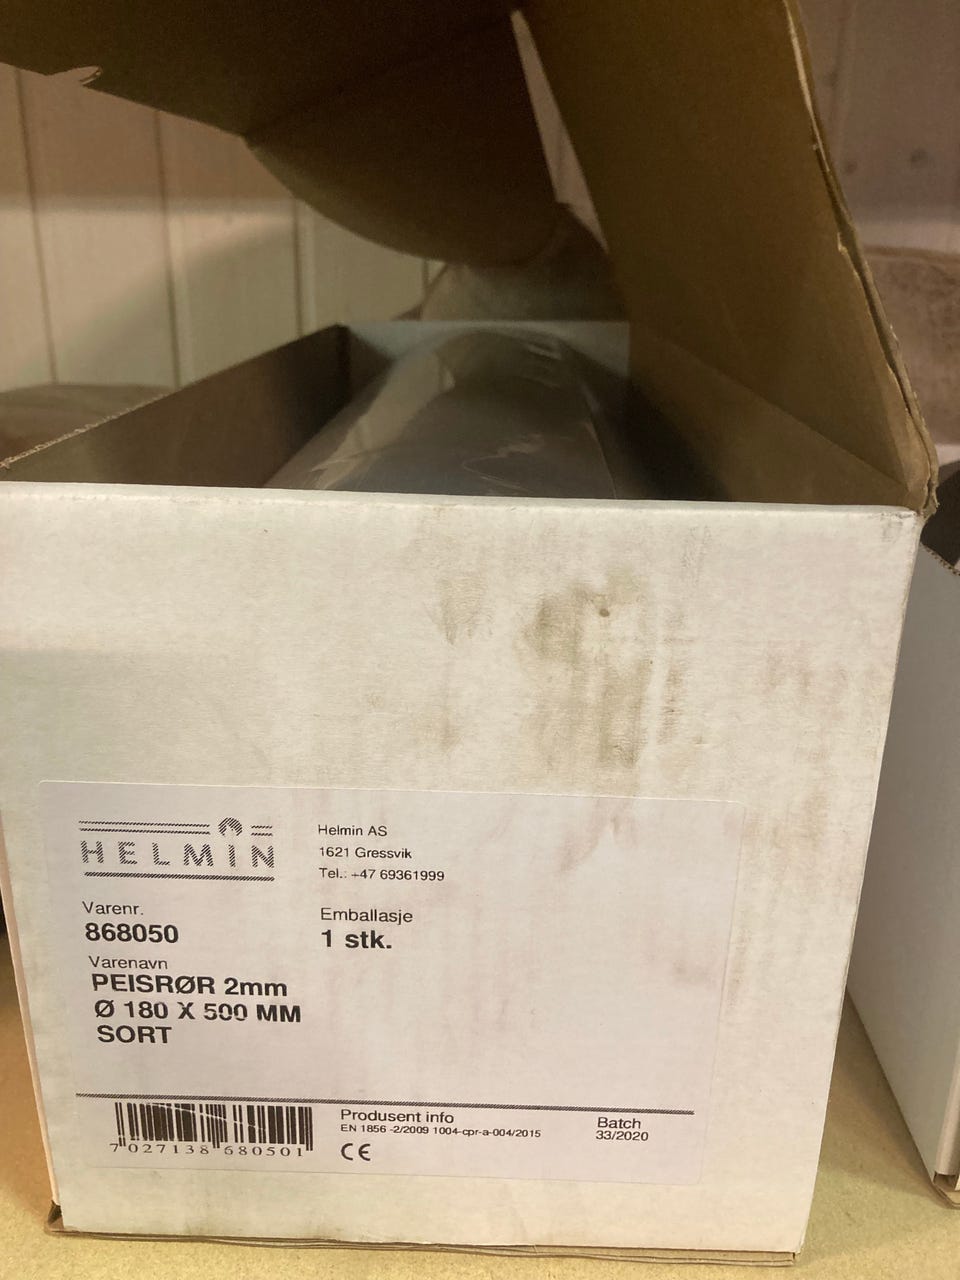 HELMIN
Helmin AS
1621 Gressvik
Tel.: +47 69361999
Varenr.
868050
Emballasje
1 stk.
Varenavn
PEISRØR 2mm
Ø 180 X 500 MM
SORT
7 027138 680501
Produsent info
EN 1856 -2/2009 1004-cpr-a-004/2015
CE
Batch
33/2020